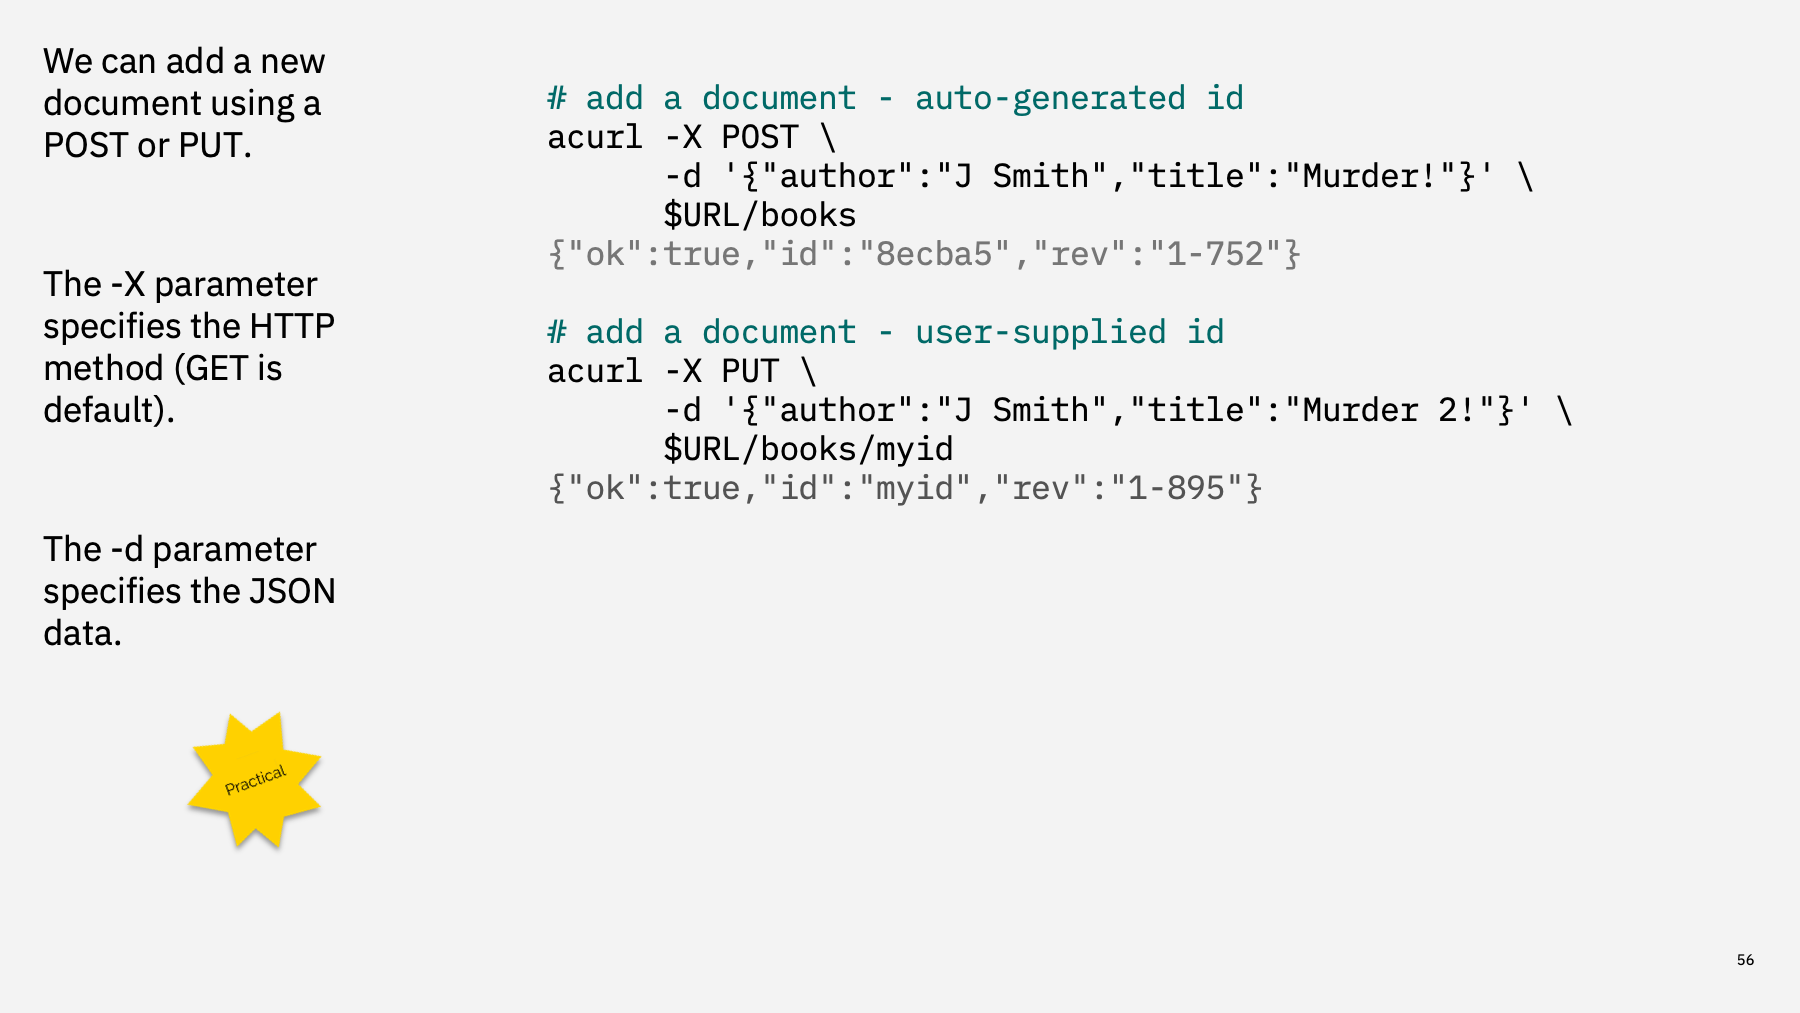 We can add a new
document using a
POST or PUT.
The -X parameter
specifies the HTTP
method (GET is
default).
The -d parameter
specifies the JSON
data.
Practical
# add a document - auto-generated id
acurl -X POST \
      -d '{"author":"J Smith","title":"Murder!"}' \
      $URL/books
{"ok":true,"id":"8ecba5","rev":"1-752"}
# add a document - user-supplied id
acurl -X PUT \
      -d '{"author":"J Smith","title":"Murder 2!"}' \
      $URL/books/myid
{"ok":true,"id":"myid","rev":"1-895"}
56